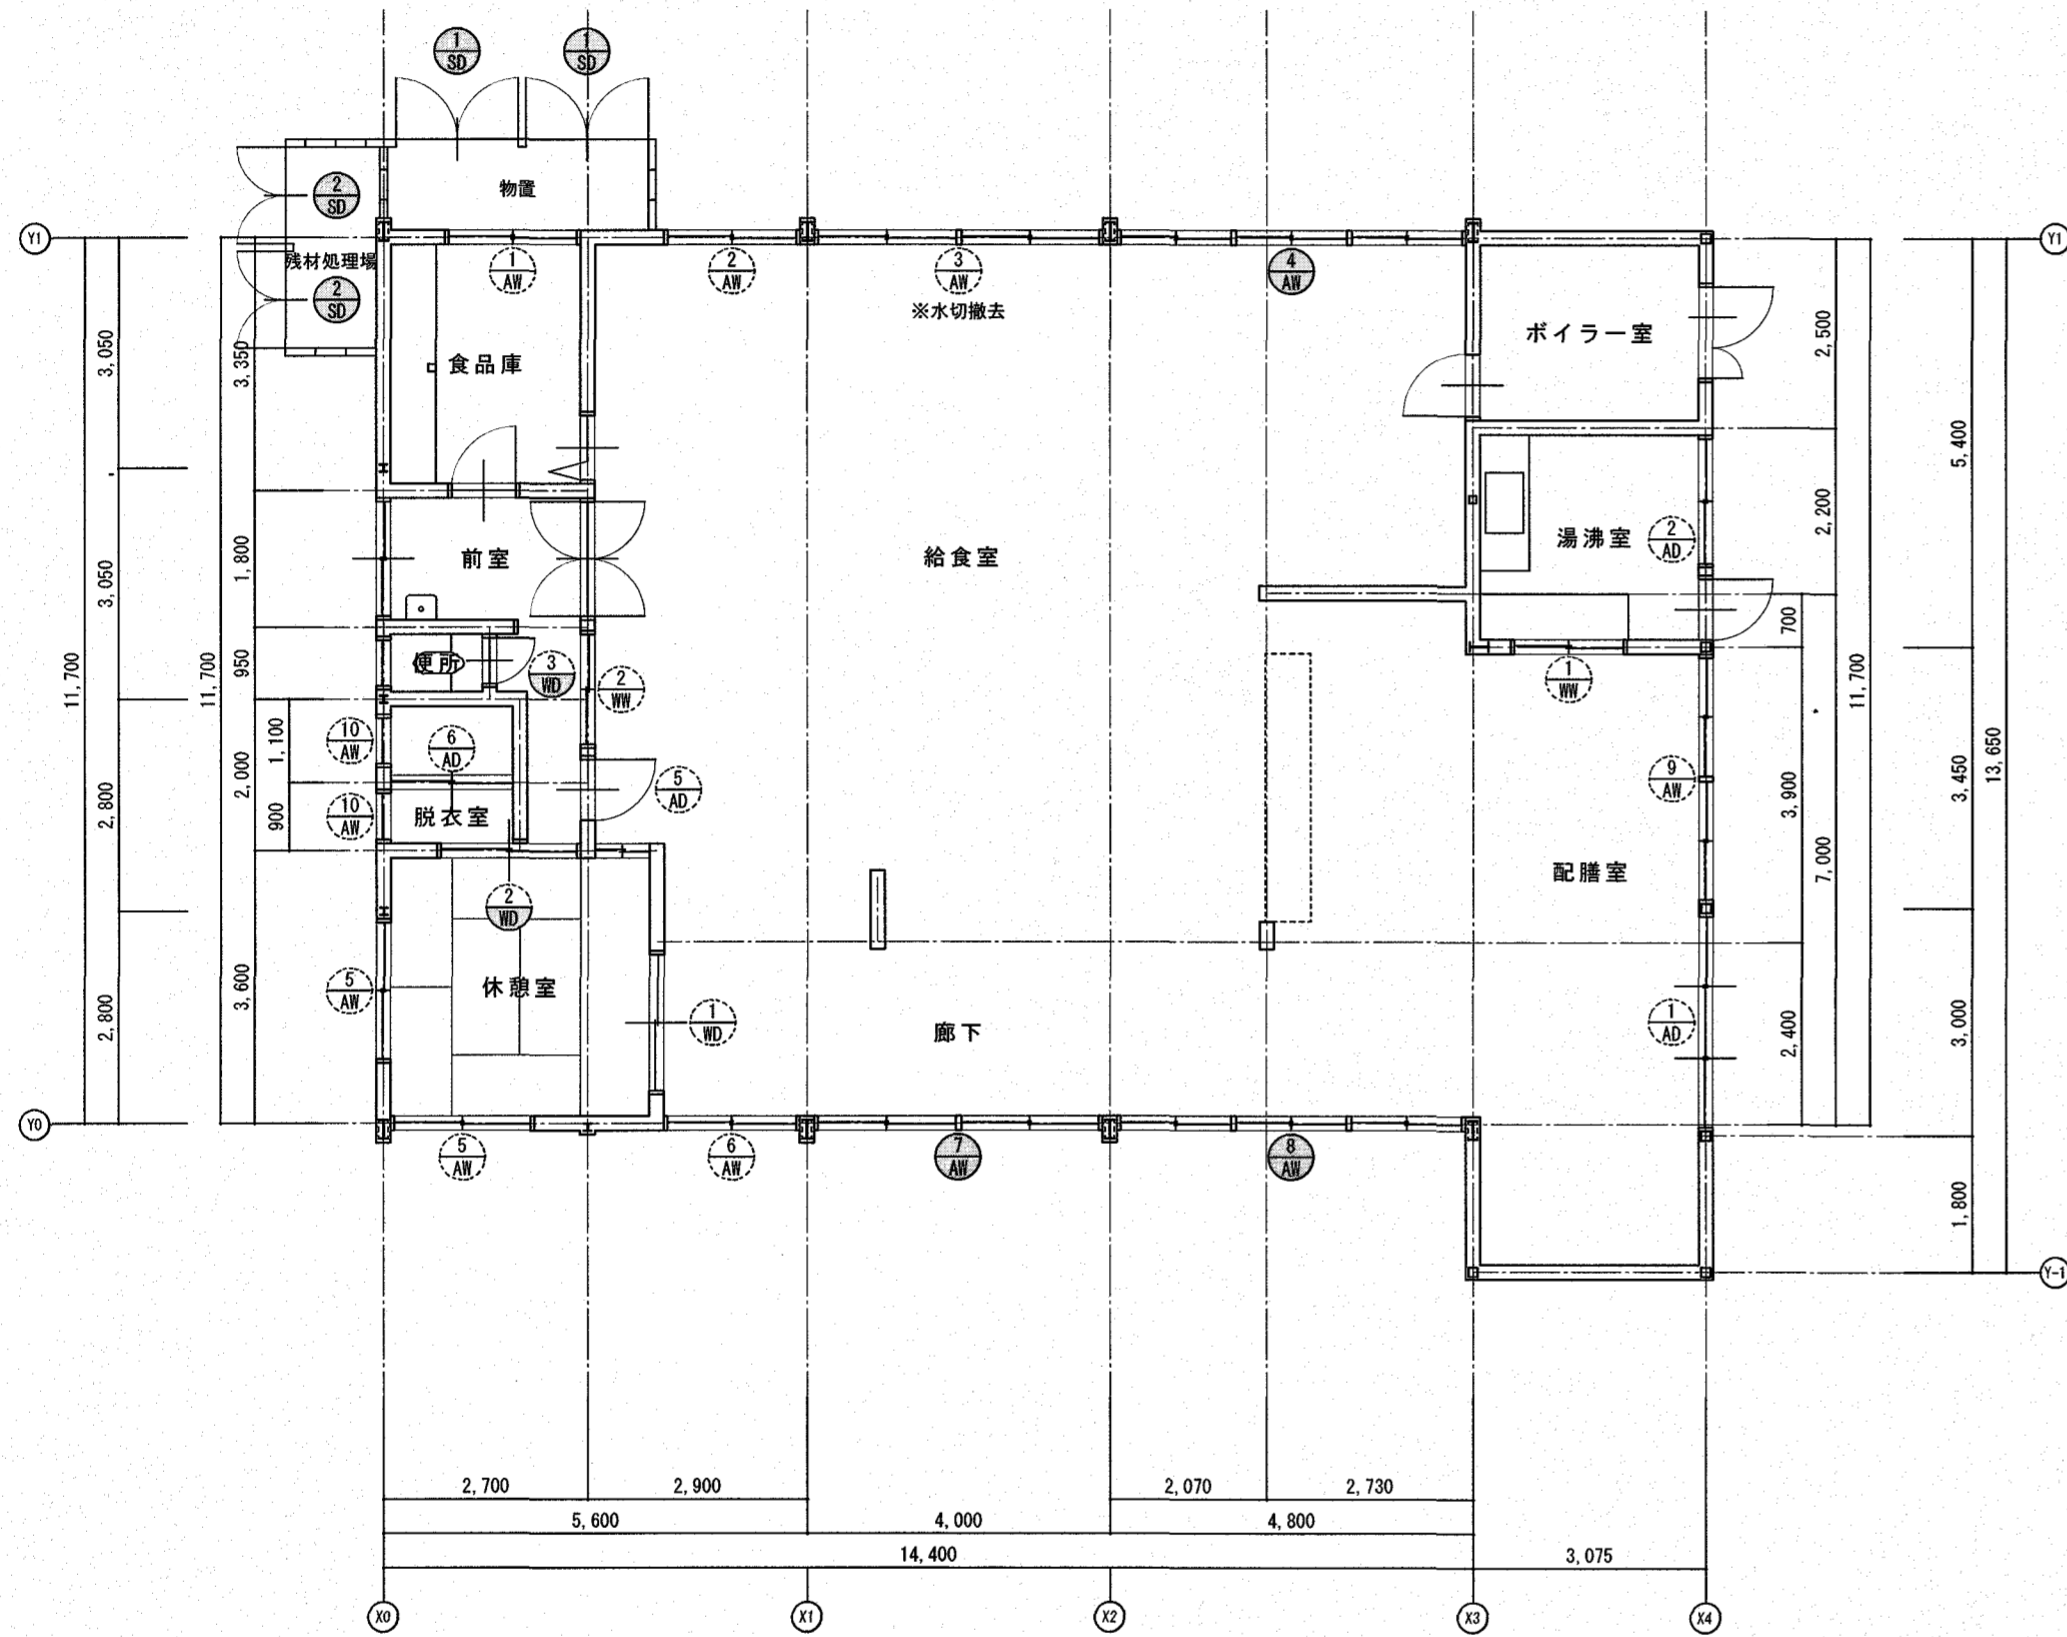 1
SD
1
SD
2
SD
物置
Y1
Y1
残材処理場
2
SD
1
AW
2
AW
3
AW
※水切撤去
4
AW
食品庫
ボイラー室
3,050
3,350
2,500
5,400
前室
給食室
湯沸室
2
AD
3,050
1,800
2,200
便所
3
WD
2
WW
1
WW
950
700
11,700
11,700
11,700
13,650
10
AW
6
AD
5
AD
9
AW
1,100
2,000
2,800
3,900
3,450
10
AW
脱衣室
900
7,000
配膳室
2
WD
5
AW
休憩室
1
WD
廊下
1
AD
3,600
2,800
2,400
3,000
Y0
5
AW
6
AW
7
AW
8
AW
1,800
Y-1
2,700
2,900
2,070
2,730
5,600
4,000
4,800
14,400
3,075
X0
X1
X2
X3
X4